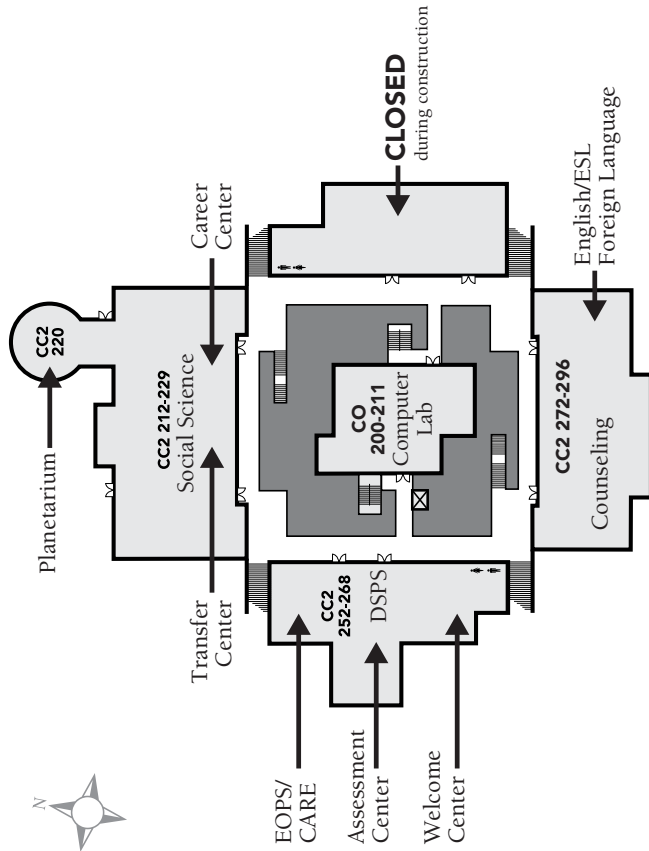 CLOSED
during construction
Career
Center
English/ESL
Foreign Language
CC2
220
Planetarium
CC2 212-229
Social Science
CO
200-211
Computer
Lab
CC2 272-296
Counseling
Transfer
Center
CC2
252-268
DSPS
EOPS/
CARE
Assessment
Center
Welcome
Center
N